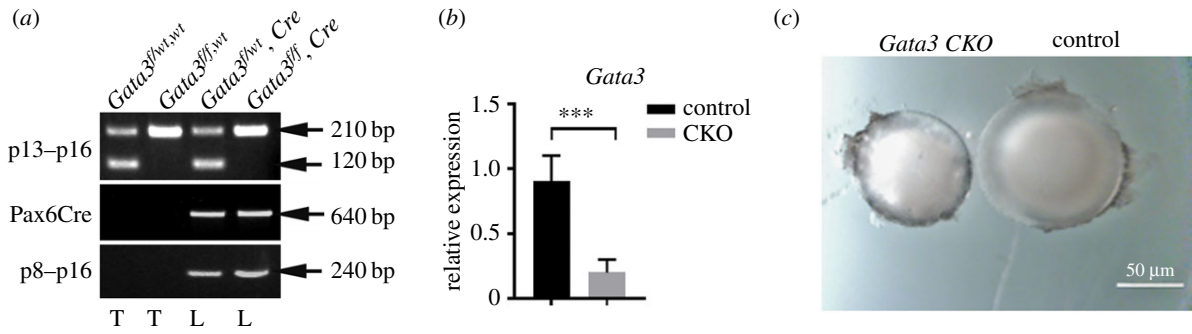 (a)
Gata3f/wt,wt
Gata3f/f,wt
Gata3f/wt, Cre
Gata3f/f, Cre
p13–p16
210 bp
120 bp
Pax6Cre
640 bp
p8–p16
240 bp
T T L L
(b)
Gata3
control
CKO
***
relative expression
1.5
1.0
0.5
0
(c)
Gata3 CKO control
50 µm